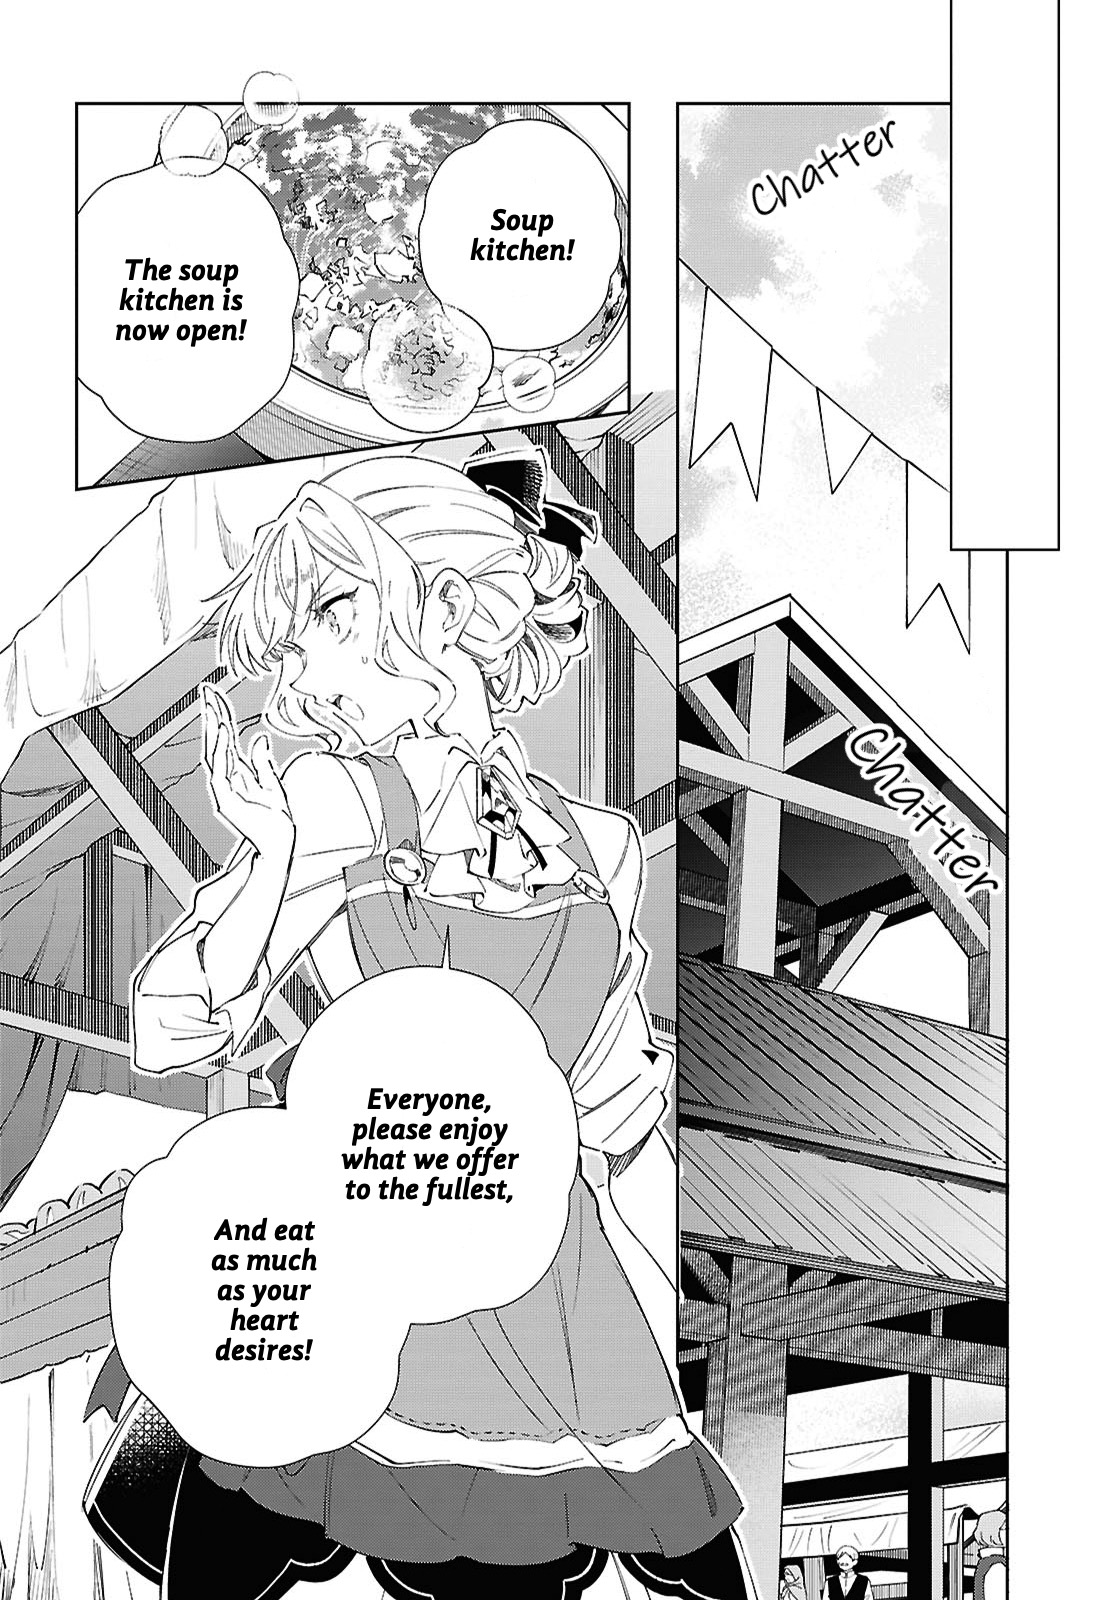 Chatter
Soup
kitchen!
The soup
kitchen is
now open!
Chatter
Everyone,
please enjoy
what we offer
to the fullest,
And eat
as much
as your
heart
desires!